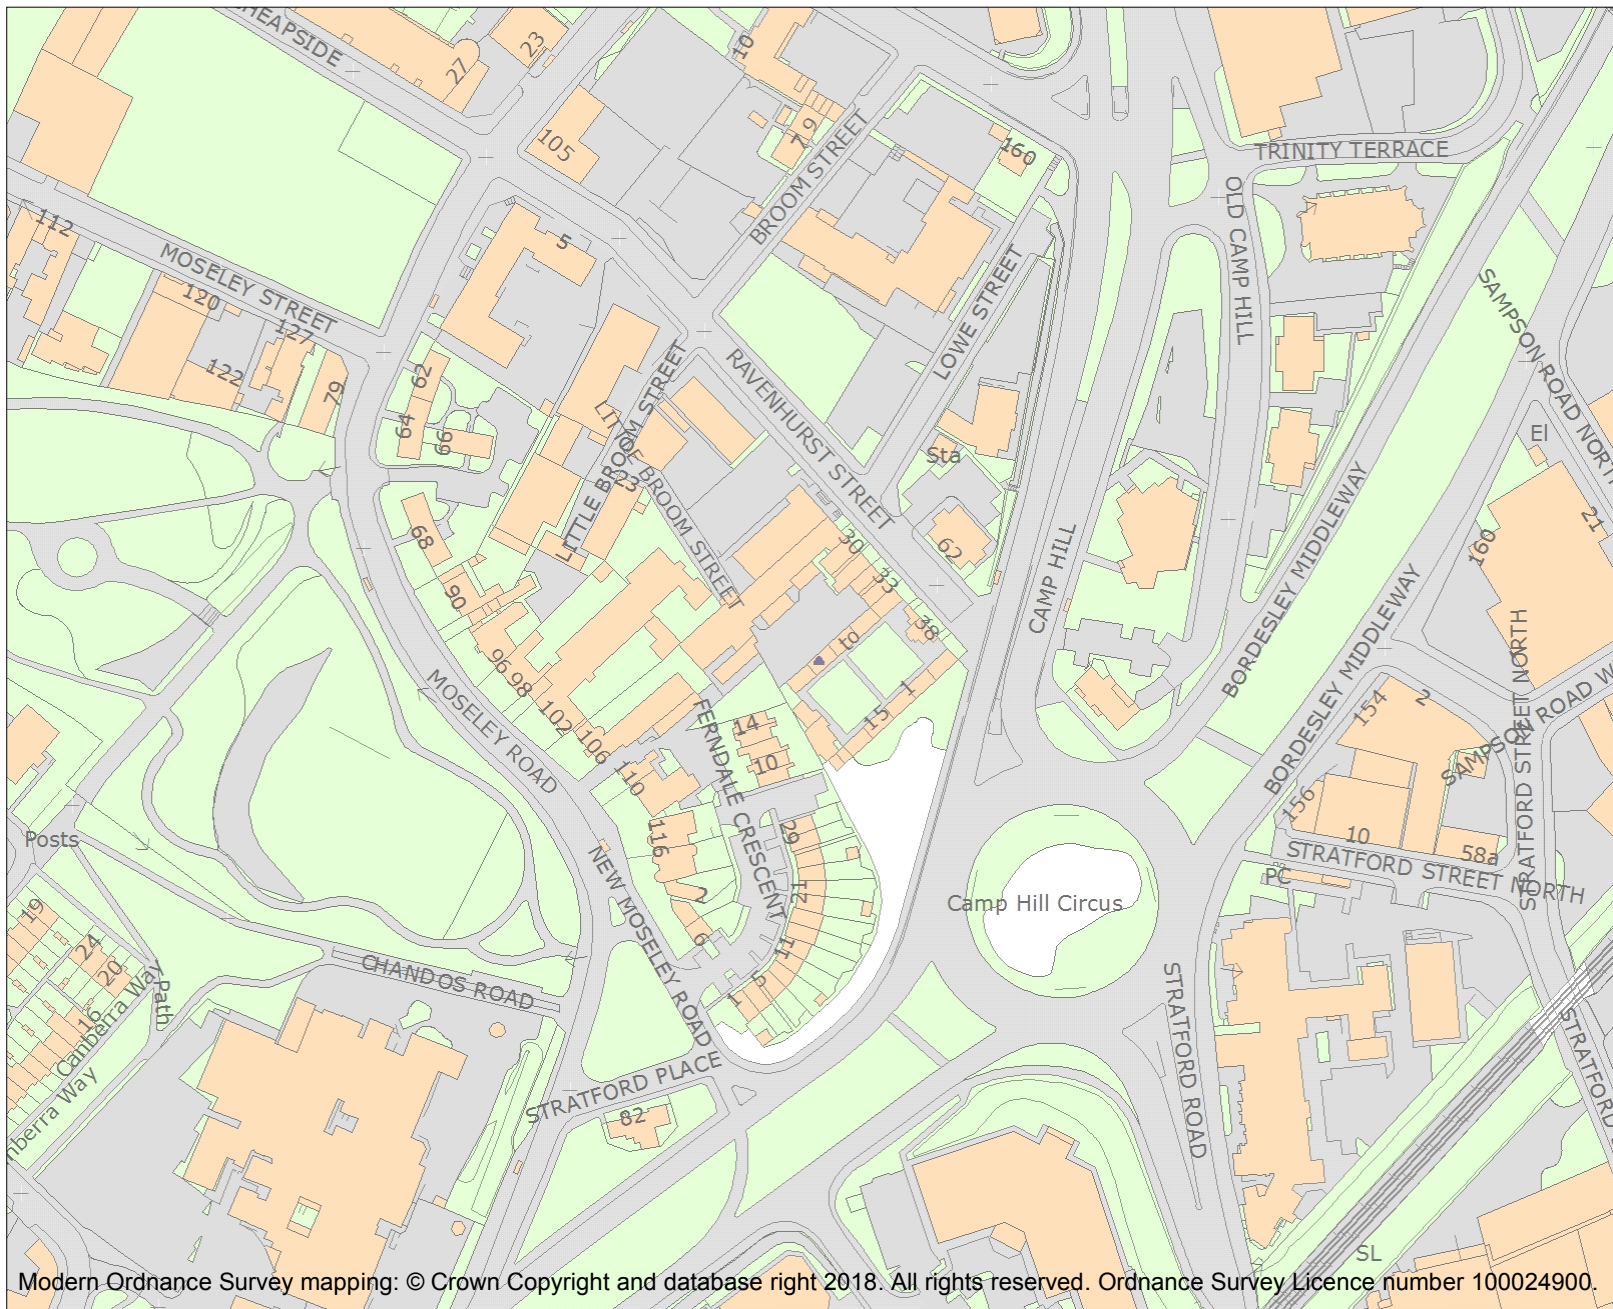 CHEAPSIDE
27
23
10
105
7 9
BROOM STREET
160
TRINITY TERRACE
112
MOSELEY STREET
120
127
122
79
5
62
64
66
68
OLD CAMP HILL
LOWE STREET
SAMPSON ROAD NORTH
RAVENHURST STREET
LITTLE BROOM STREET
LITTLE BROOM STREET
23
Sta
62
El
21
160
CAMP HILL
BORDESLEY MIDDLEWAY
BORDESLEY MIDDLEWAY
30
33
38
to
1
15
90
96 98
102
106
110
116
MOSELEY ROAD
FERNDALE CRESCENT
14
10
29
21
11
5
1
2
6
154
2
SAMPSON ROAD W
STRATFORD STREET NORTH
156
10
58a
STRATFORD STREET NORTH
PC
Camp Hill Circus
Posts
NEW MOSELEY ROAD
19
24
20
16
Canberra Way
Path
nberra Way
CHANDOS ROAD
STRATFORD PLACE
82
STRATFORD ROAD
STRATFORD
SL
Modern Ordnance Survey mapping: © Crown Copyright and database right 2018. All rights reserved. Ordnance Survey Licence number 100024900.